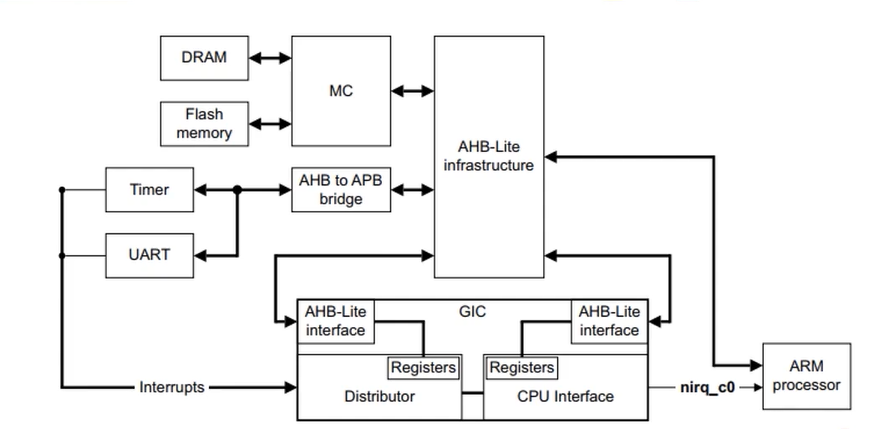 DRAM
MC
Flash
memory
AHB-Lite
infrastructure
Timer
AHB to APB
bridge
UART
AHB-Lite
interface
GIC
AHB-Lite
interface
Registers
Registers
Distributor
CPU Interface
Interrupts
nirq_c0
ARM
processor